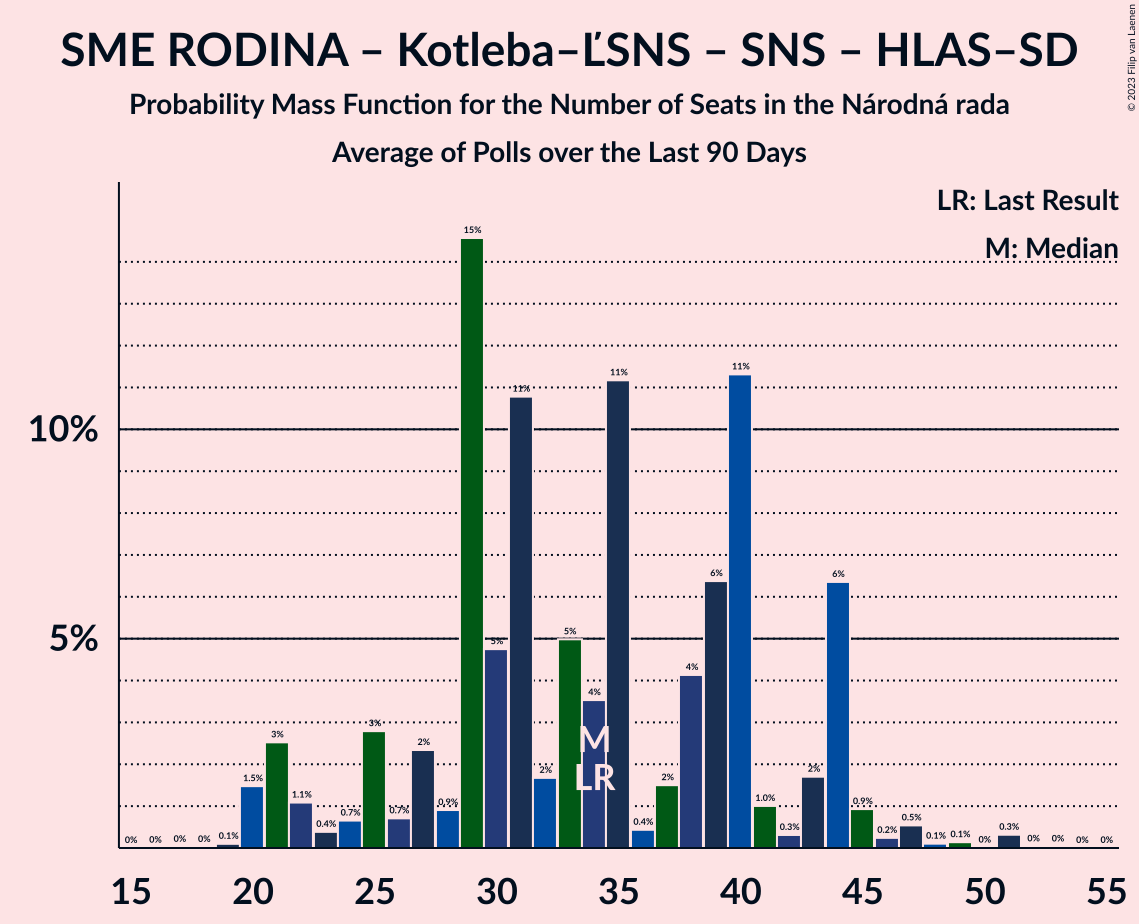 SME RODINA – Kotleba–ĽSNS – SNS – HLAS–SD
Probability Mass Function for the Number of Seats in the Národná rada
Average of Polls over the Last 90 Days
© 2023 Filip van Laenen
LR: Last Result
M: Median
10%
5%
0% 0% 0% 0% 0.1% 1.5% 3% 1.1% 0.4% 0.7% 3% 0.7% 2% 0.9% 15% 5% 11% 2% 5% 4% 11% 0.4% 2% 4% 6% 11% 1.0% 0.3% 2% 6% 0.9% 0.2% 0.5% 0.1% 0.1% 0% 0.3% 0% 0% 0% 0%
M
LR
15 20 25 30 35 40 45 50 55